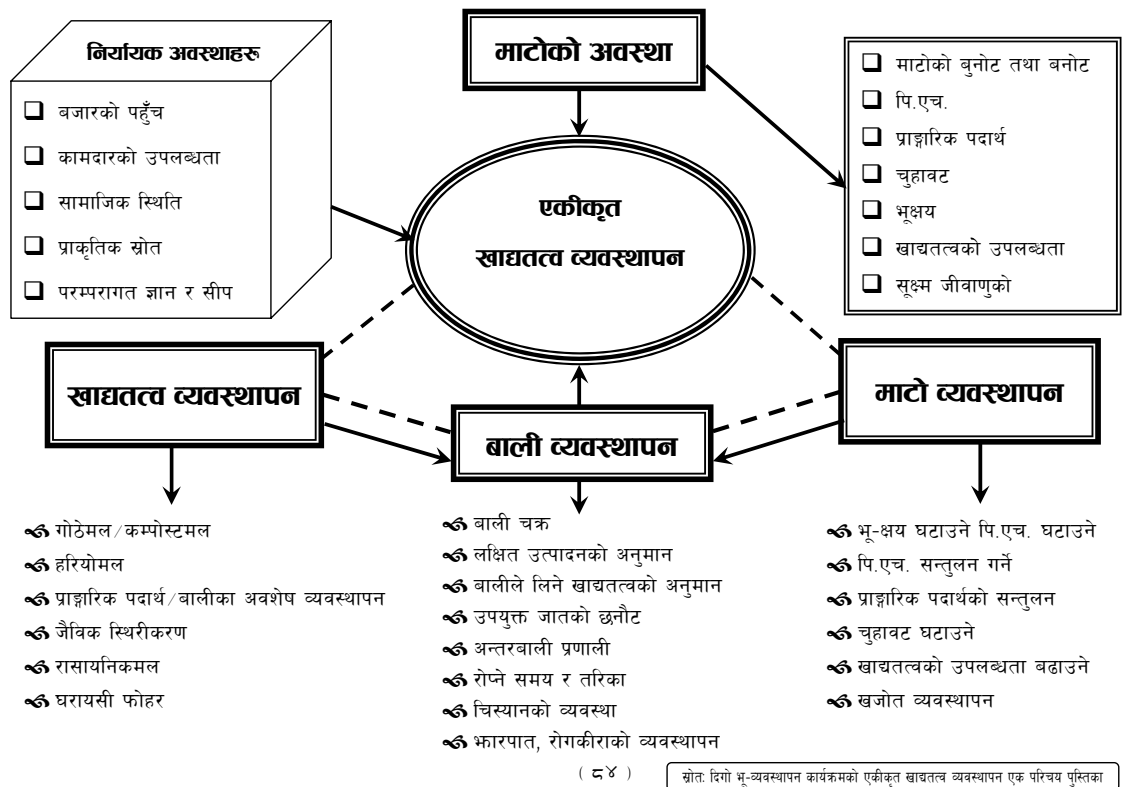 निर्यायक अवस्थाहरु
❑ बजारको पहुँच
❑ कामदारको उपलब्धता
❑ सामाजिक स्थिति
❑ प्राकृतिक स्रोत
❑ परम्परागत ज्ञान र सीप
माटोको अवस्था
❑ माटोको बुनोट तथा बनोट
❑ पि.एच.
❑ प्राङ्गारिक पदार्थ
❑ चुहावट
❑ भूक्षय
❑ खाद्यतत्वको उपलब्धता
❑ सूक्ष्म जीवाणुको
एकीकृत
खाद्यतत्व व्यवस्थापन
खाद्यतत्व व्यवस्थापन
बाली व्यवस्थापन
माटो व्यवस्थापन
गोठेमल/कम्पोस्टमल
हरियोमल
प्राङ्गारिक पदार्थ/बालीका अवशेष व्यवस्थापन
जैविक स्थिरीकरण
रासायनिकमल
घरायसी फोहर
बाली चक्र
लक्षित उत्पादनको अनुमान
बालीले लिने खाद्यतत्वको अनुमान
उपयुक्त जातको छनौट
अन्तरबाली प्रणाली
रोप्ने समय र तरिका
चिस्यानको व्यवस्था
झारपात, रोगकीराको व्यवस्थापन
भू-क्षय घटाउने पि.एच. घटाउने
पि.एच. सन्तुलन गर्ने
प्राङ्गारिक पदार्थको सन्तुलन
चुहावट घटाउने
खाद्यतत्वको उपलब्धता बढाउने
खजोत व्यवस्थापन
( ८४ )
स्रोतः दिगो भू-व्यवस्थापन कार्यक्रमको एकीकृत खाद्यतत्व व्यवस्थापन एक परिचय पुस्तिका